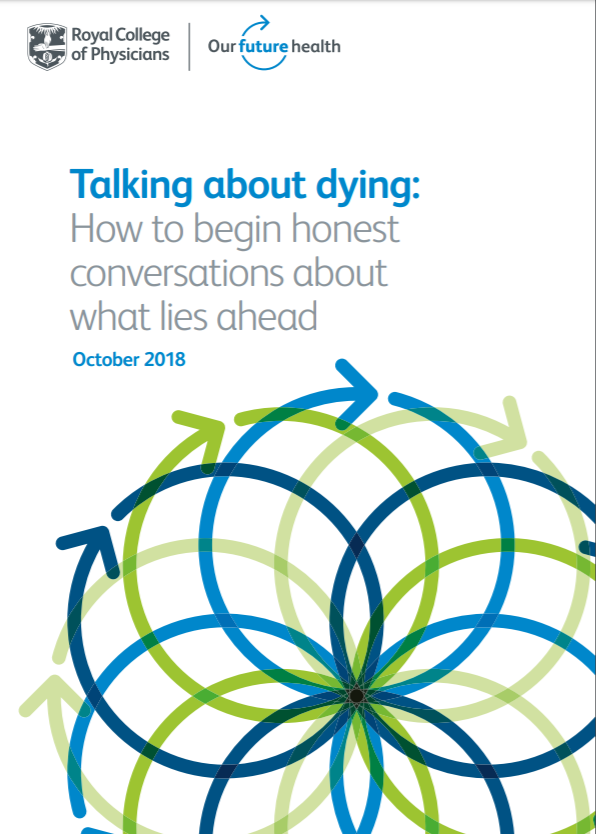 Royal College
of Physicians
Our future health
Talking about dying:
How to begin honest
conversations about
what lies ahead
October 2018